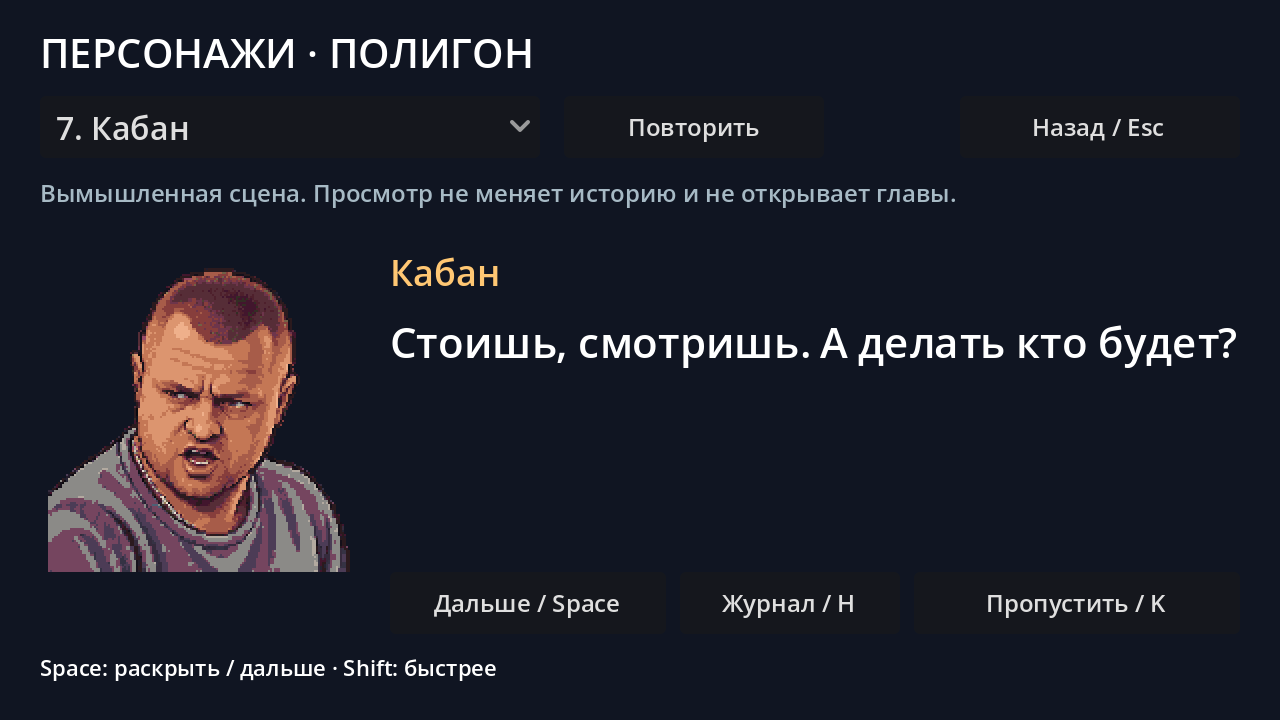 ПЕРСОНАЖИ · ПОЛИГОН
7. Кабан
Повторить
Назад / Esc
Вымышленная сцена. Просмотр не меняет историю и не открывает главы.
Кабан
Стоишь, смотришь. А делать кто будет?
Дальше / Space
Журнал / H
Пропустить / K
Space: раскрыть / дальше · Shift: быстрее